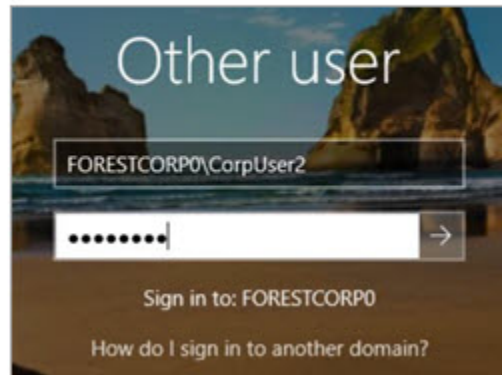 Other user
FORESTCORP0\CorpUser2
●●●●●●●●
Sign in to: FORESTCORP0
How do I sign in to another domain?